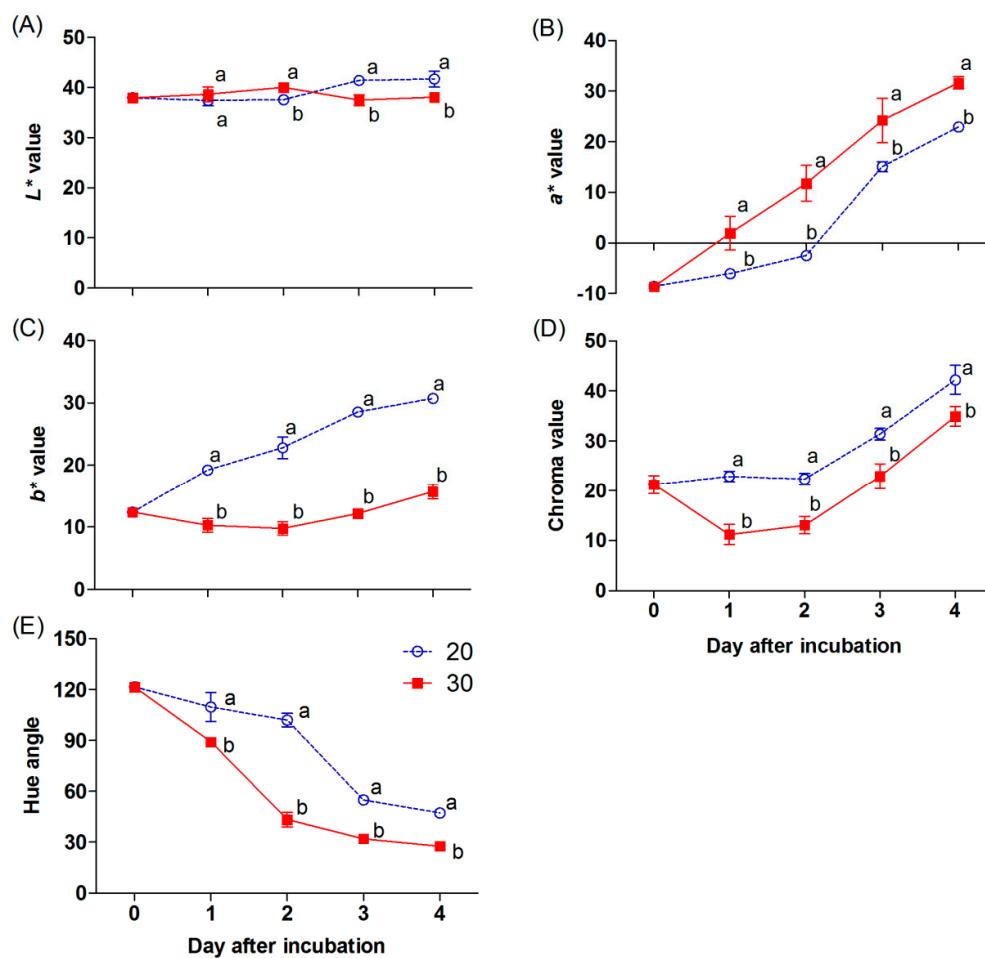 (A)
50
40
30
20
10
0
L* value
a
a
a
b
a
b
a
b
(B)
40
30
20
10
0
-10
a* value
a
b
a
b
a
b
a
b
(C)
40
30
20
10
0
b* value
a
b
a
b
a
b
a
b
(D)
50
40
30
20
10
0
Chroma value
a
b
a
b
a
b
a
b
0 1 2 3 4
Day after incubation
(E)
150
120
90
60
30
0
Hue angle
20
30
a
b
a
b
a
b
a
b
0 1 2 3 4
Day after incubation